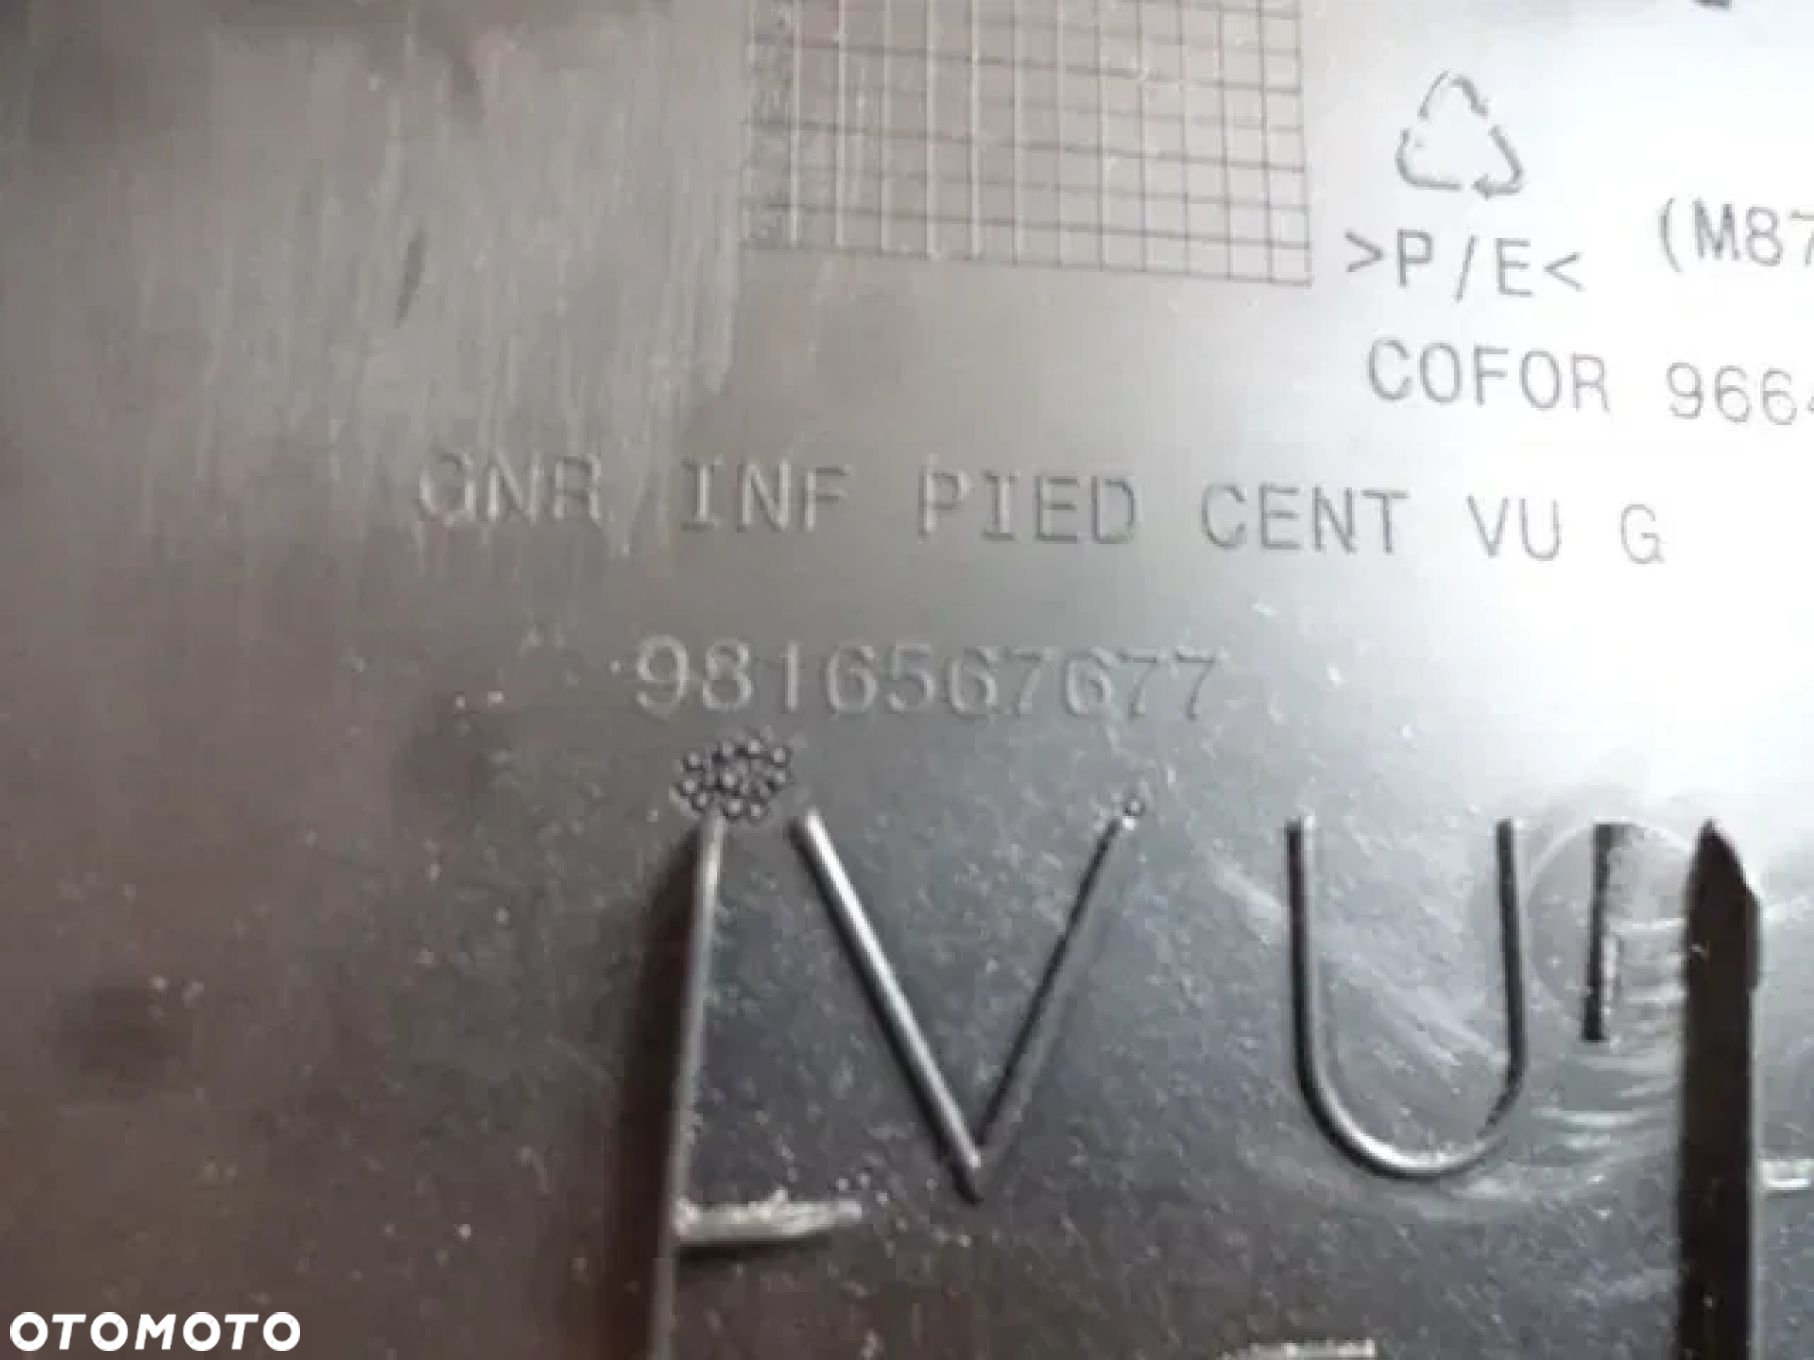 >P/E< (M87
COFOR 966
GNR INF PIED CENT VU G
9816567677
VU
OTOMOTO